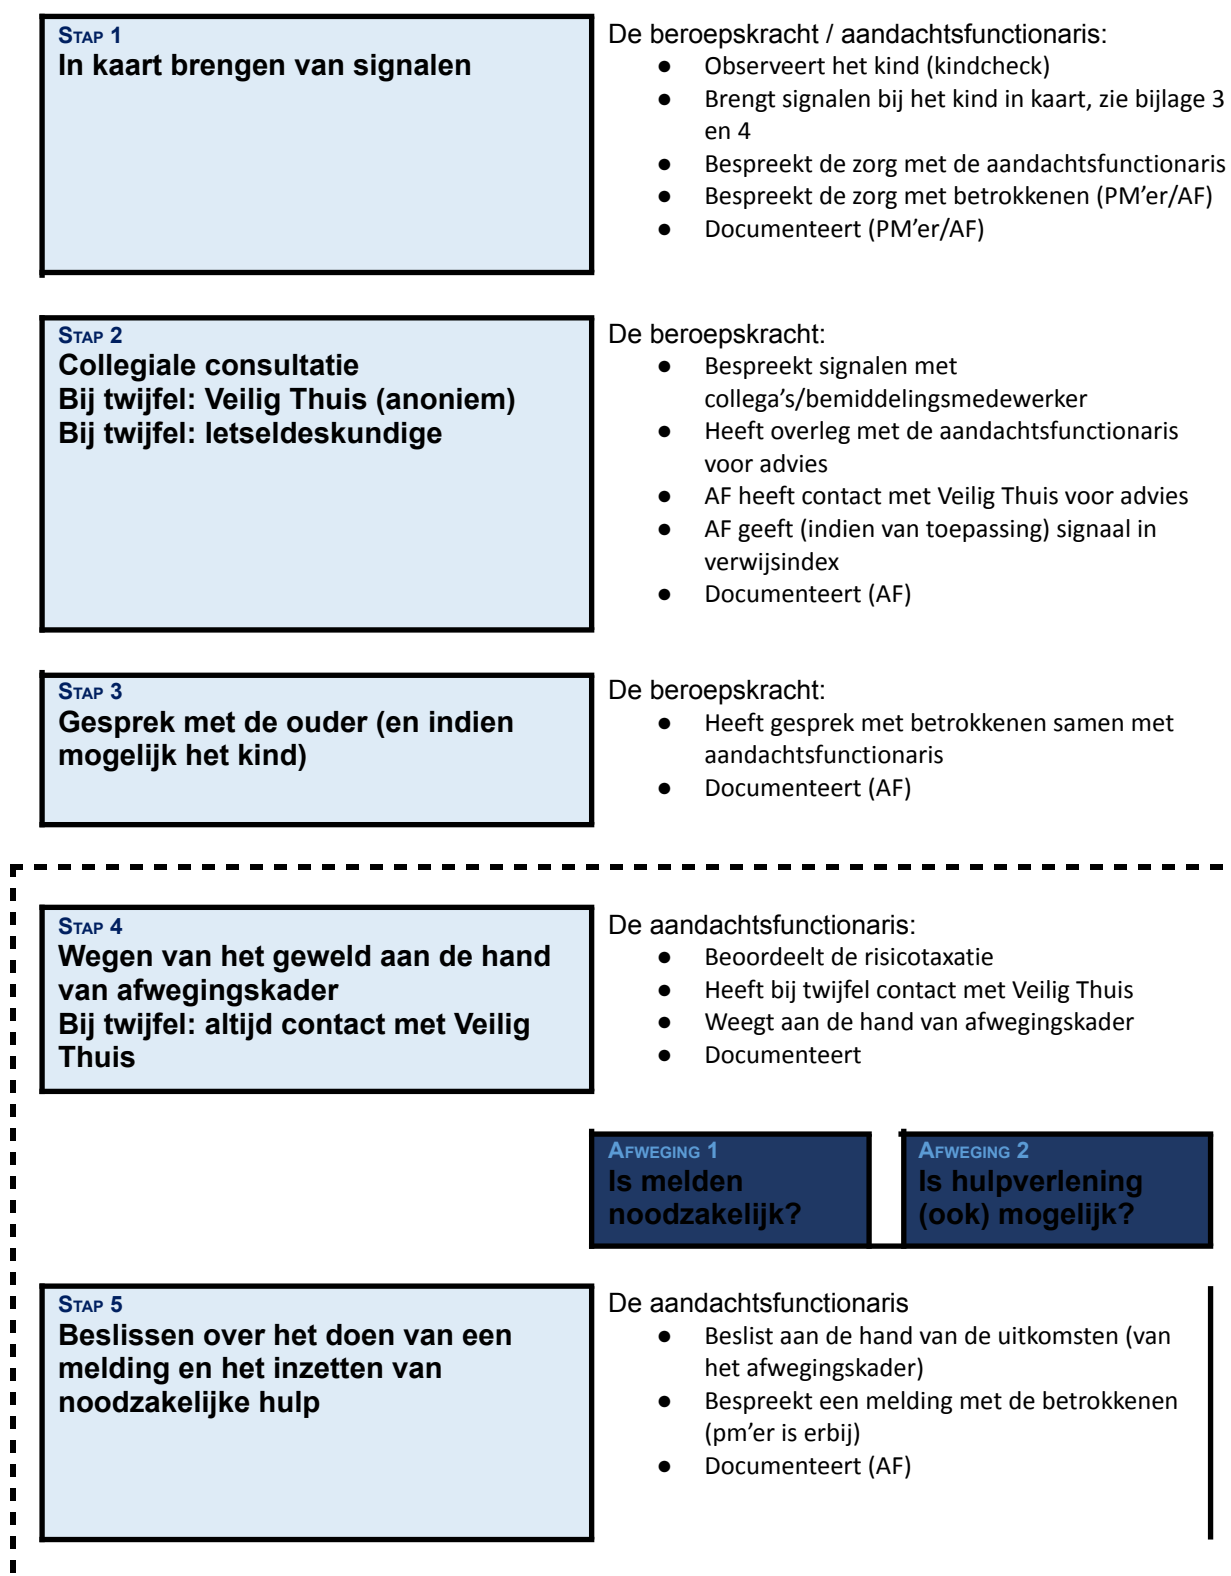 Stap 1
In kaart brengen van signalen
De beroepskracht / aandachtsfunctionaris:
● Observeert het kind (kindcheck)
● Brengt signalen bij het kind in kaart, zie bijlage 3
en 4
● Bespreekt de zorg met de aandachtsfunctionaris
● Bespreekt de zorg met betrokkenen (PM’er/AF)
● Documenteert (PM’er/AF)
Stap 2
Collegiale consultatie
Bij twijfel: Veilig Thuis (anoniem)
Bij twijfel: letseldeskundige
De beroepskracht:
● Bespreekt signalen met
collega’s/bemiddelingsmedewerker
● Heeft overleg met de aandachtsfunctionaris
voor advies
● AF heeft contact met Veilig Thuis voor advies
● AF geeft (indien van toepassing) signaal in
verwijsindex
● Documenteert (AF)
Stap 3
Gesprek met de ouder (en indien
mogelijk het kind)
De beroepskracht:
● Heeft gesprek met betrokkenen samen met
aandachtsfunctionaris
● Documenteert (AF)
Stap 4
Wegen van het geweld aan de hand
van afwegingskader
Bij twijfel: altijd contact met Veilig
Thuis
De aandachtsfunctionaris:
● Beoordeelt de risicotaxatie
● Heeft bij twijfel contact met Veilig Thuis
● Weegt aan de hand van afwegingskader
● Documenteert
Afweging 1
Is melden
noodzakelijk?
Afweging 2
Is hulpverlening
(ook) mogelijk?
Stap 5
Beslissen over het doen van een
melding en het inzetten van
noodzakelijke hulp
De aandachtsfunctionaris
● Beslist aan de hand van de uitkomsten (van
het afwegingskader)
● Bespreekt een melding met de betrokkenen
(pm’er is erbij)
● Documenteert (AF)